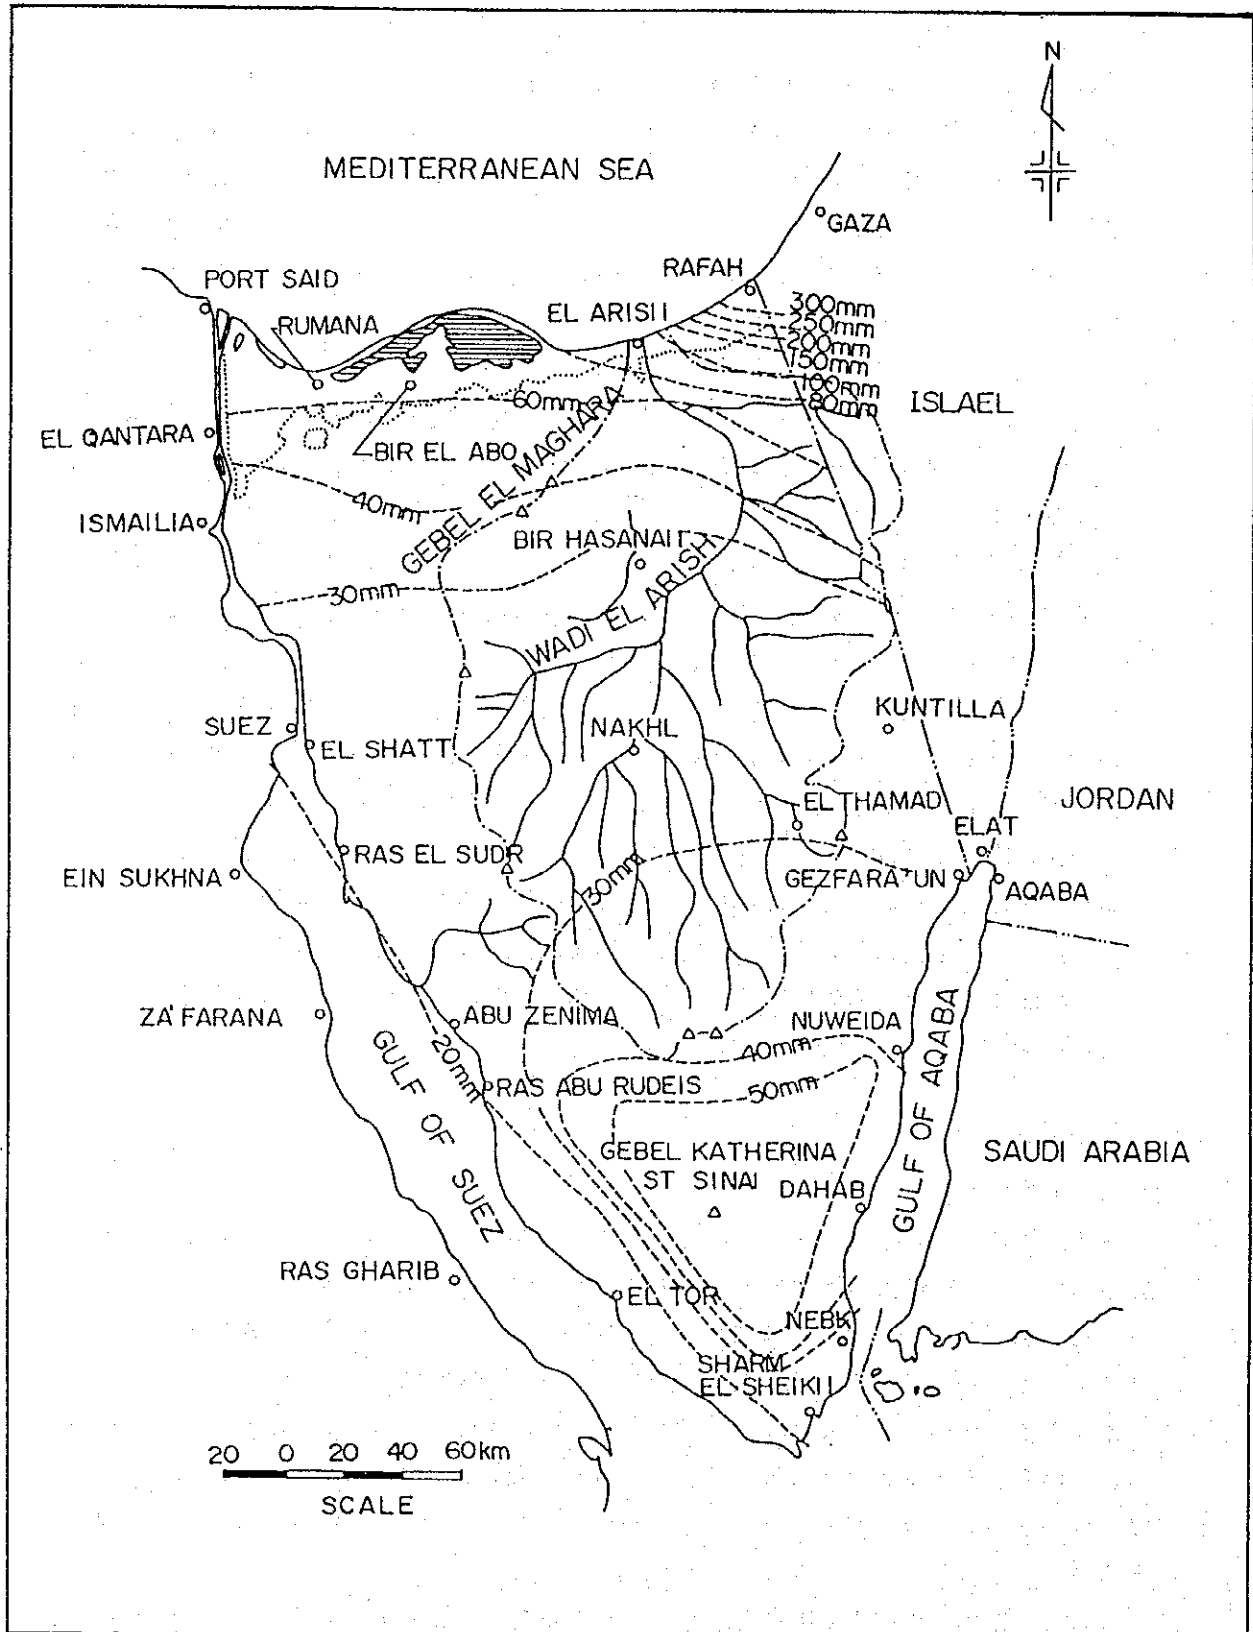 N
MEDITERRANEAN SEA
GAZA
RAFAH
PORT SAID
300mm
EL ARISII
250mm
RUMANA
200mm
150mm
100mm
60mm
80mm
ISLAEL
EL QANTARA
BIR EL ABO
GEBEL EL MAGHARA
40mm
ISMAILIA
BIR HASANAIT
30mm
WADI EL ARISH
SUEZ
EL SHATT
NAKHL
KUNTILLA
EL THAMAD
JORDAN
ELAT
RAS EL SUDR
EIN SUKHNA
30mm
GEZFARA'UN
AQABA
ZA'FARANA
ABU ZENIMA
NUWEIDA
40mm
20mm
RAS ABU RUDEIS
50mm
GULF OF SUEZ
GULF OF AQABA
GEBEL KATHERINA
ST SINAI
DAHAB
SAUDI ARABIA
RAS GHARIB
EL TOR
NEBK
SHARM
EL SHEIKII
20 0 20 40 60km
SCALE